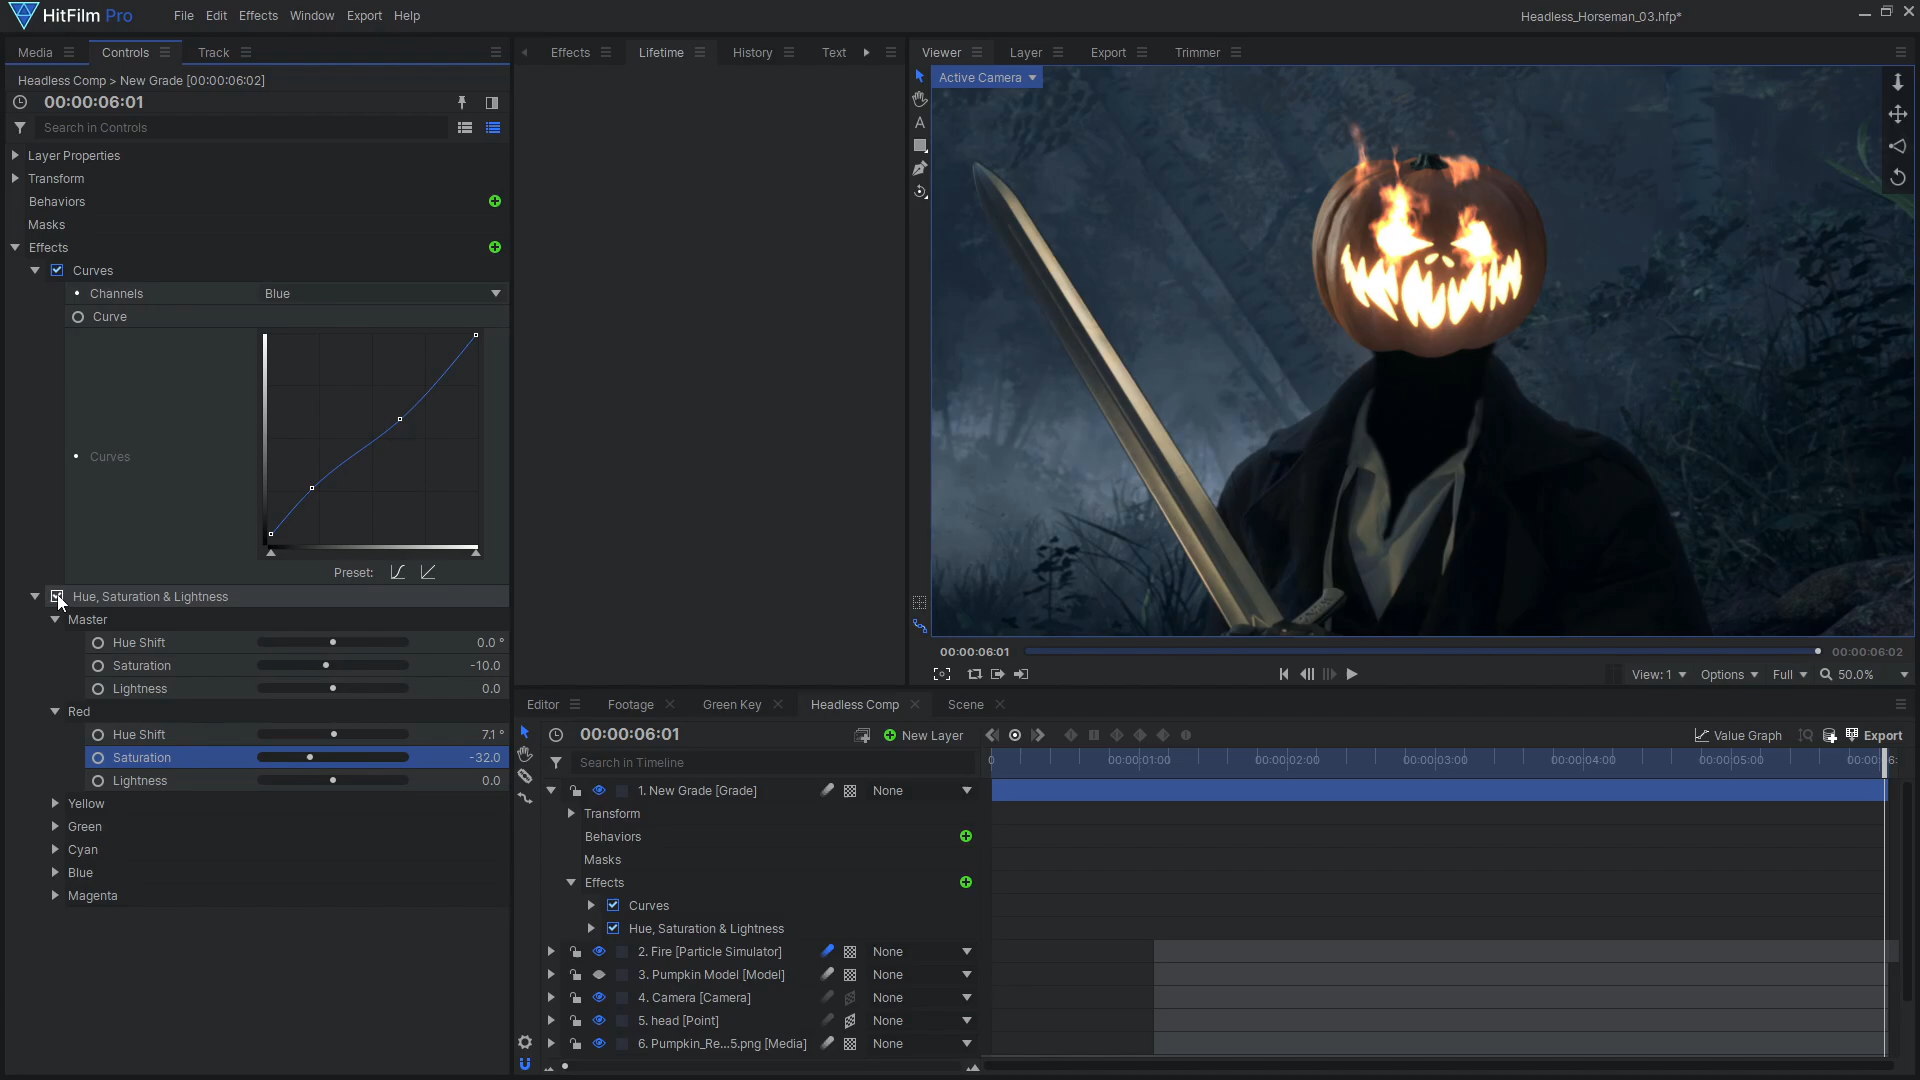 HitFilm Pro
File Edit Effects Window Export Help
Headless_Horseman_03.hfp*
Media Controls Track
Effects Lifetime History Text
Viewer Layer Export Trimmer
Headless Comp > New Grade [00:00:06:02]
00:00:06:01
Search in Controls
Active Camera
Layer Properties
Transform
Behaviors
Masks
Effects
Curves
Channels Blue
Curve
Curves
Preset:
Hue, Saturation & Lightness
Master
Hue Shift 0.0 °
Saturation -10.0
Lightness 0.0
Red
Hue Shift 7.1 °
Saturation -32.0
Lightness 0.0
Yellow
Green
Cyan
Blue
Magenta
00:00:06:01 00:00:06:02
View: 1 Options Full 50.0%
Editor Footage Green Key Headless Comp Scene
00:00:06:01 New Layer Value Graph Export
Search in Timeline
0 00:00:01:00 00:00:02:00 00:00:03:00 00:00:04:00 00:00:05:00
1. New Grade [Grade] None
Transform
Behaviors
Masks
Effects
Curves
Hue, Saturation & Lightness
2. Fire [Particle Simulator] None
3. Pumpkin Model [Model] None
4. Camera [Camera] None
5. head [Point] None
6. Pumpkin_Re...5.png [Media] None